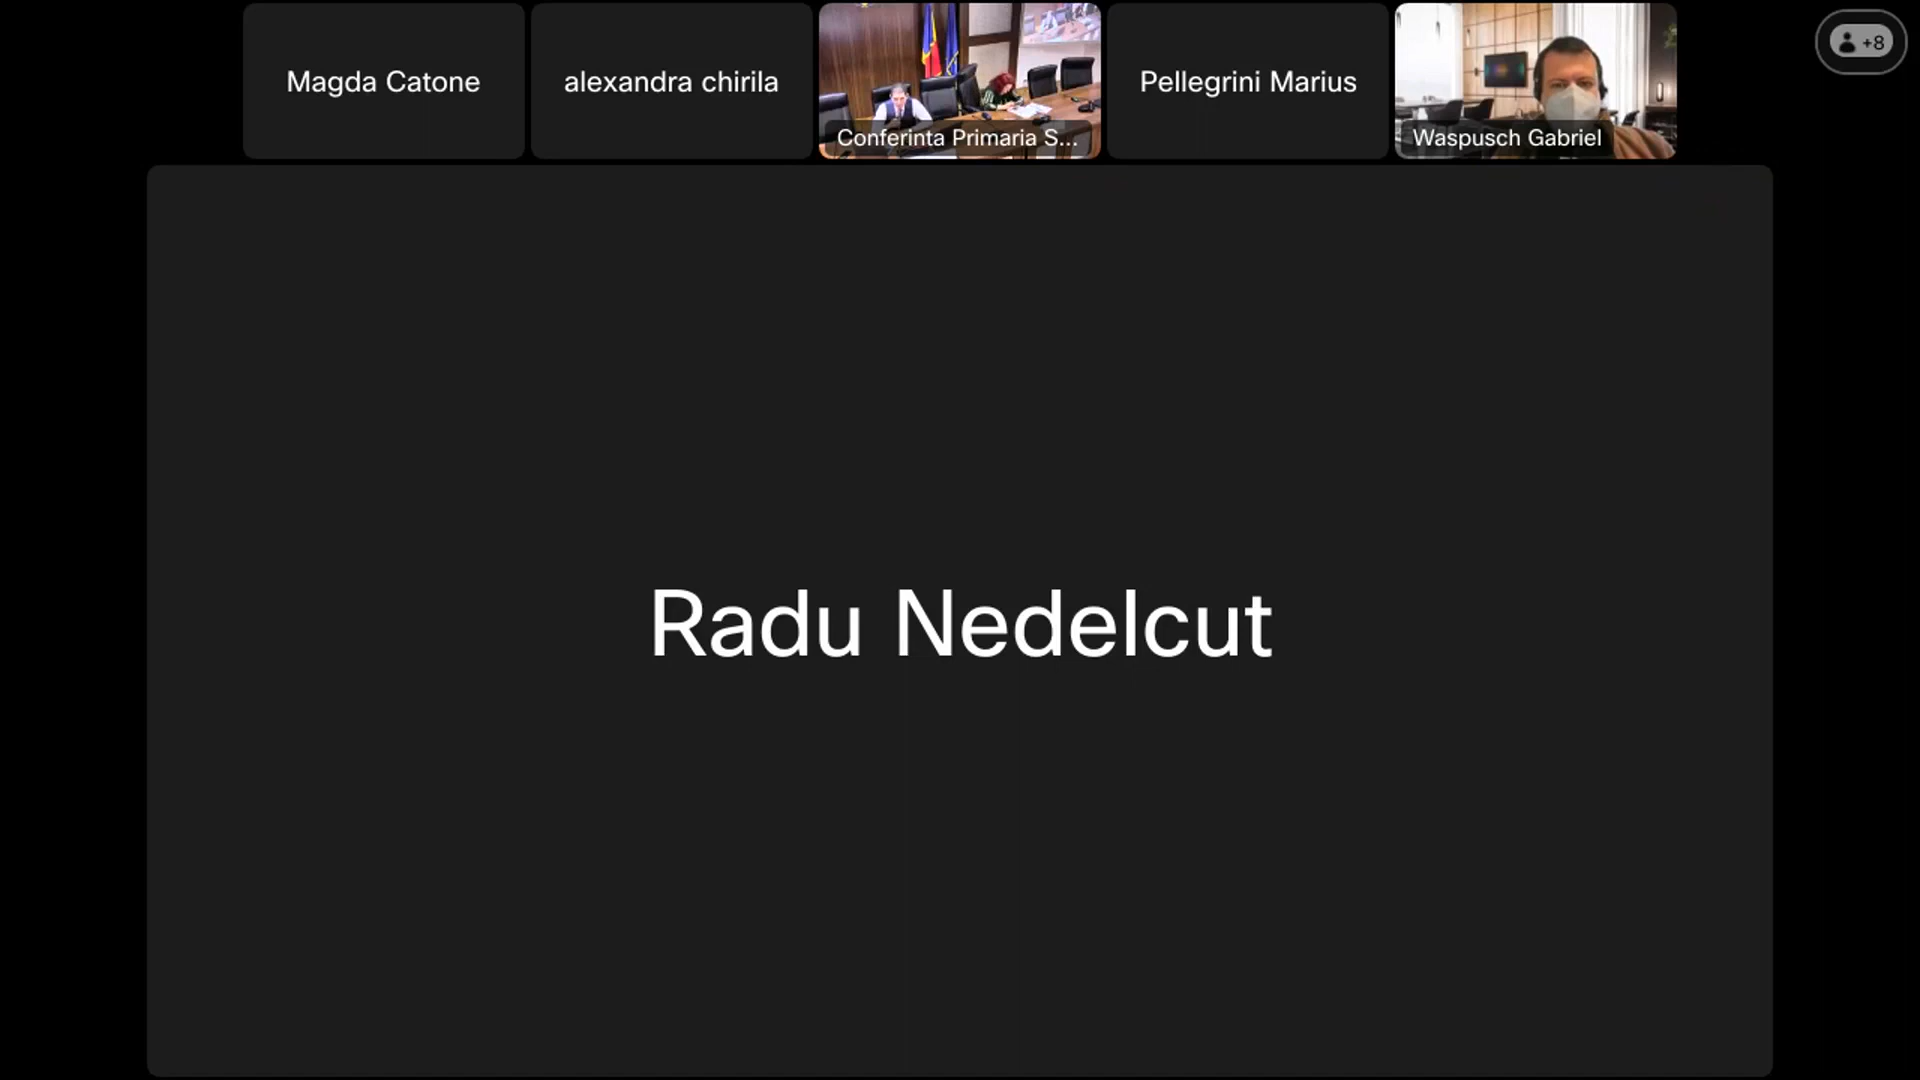 Magda Catone
alexandra chirila
Conferinta Primaria S...
Pellegrini Marius
Waspusch Gabriel
+8
Radu Nedelcut